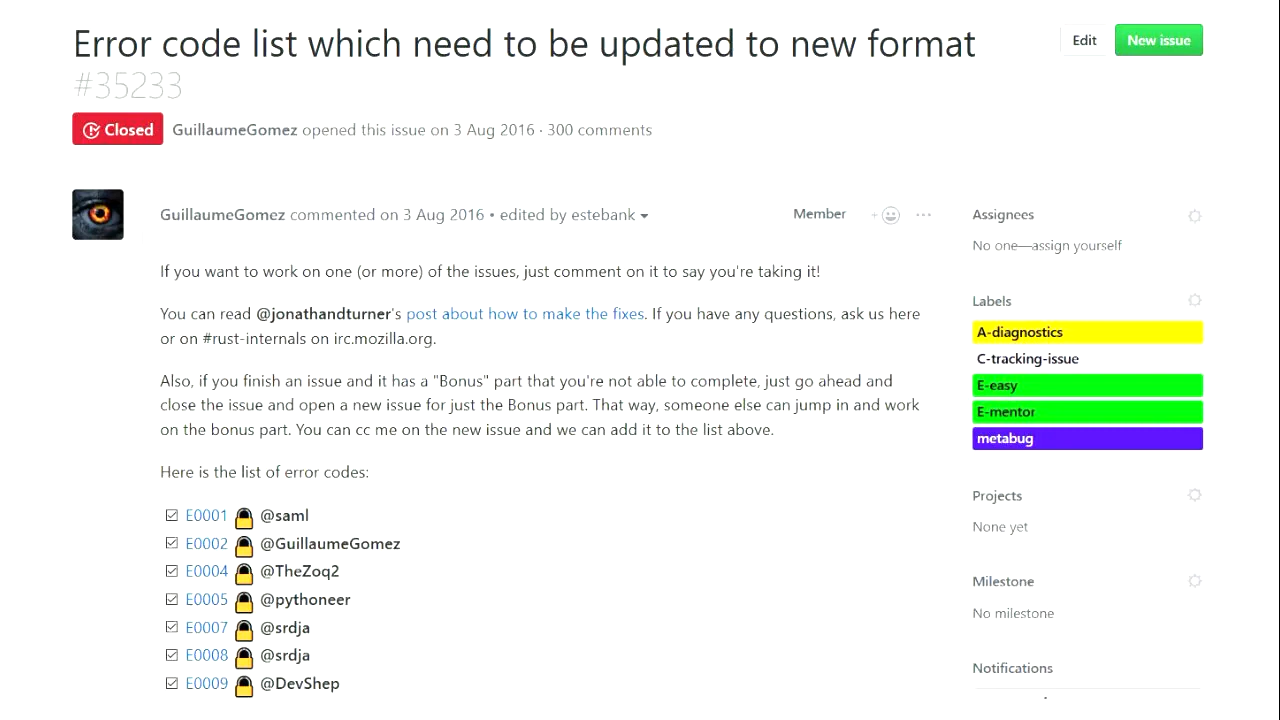 Error code list which need to be updated to new format
#35233
Edit
New issue
Closed
GuillaumeGomez opened this issue on 3 Aug 2016 · 300 comments
GuillaumeGomez commented on 3 Aug 2016 • edited by estebank
Member
If you want to work on one (or more) of the issues, just comment on it to say you're taking it!
You can read @jonathandturner's post about how to make the fixes. If you have any questions, ask us here
or on #rust-internals on irc.mozilla.org.
Also, if you finish an issue and it has a "Bonus" part that you're not able to complete, just go ahead and
close the issue and open a new issue for just the Bonus part. That way, someone else can jump in and work
on the bonus part. You can cc me on the new issue and we can add it to the list above.
Here is the list of error codes:
E0001 @saml
E0002 @GuillaumeGomez
E0004 @TheZoq2
E0005 @pythoneer
E0007 @srdja
E0008 @srdja
E0009 @DevShep
Assignees
No one—assign yourself
Labels
A-diagnostics
C-tracking-issue
E-easy
E-mentor
metabug
Projects
None yet
Milestone
No milestone
Notifications